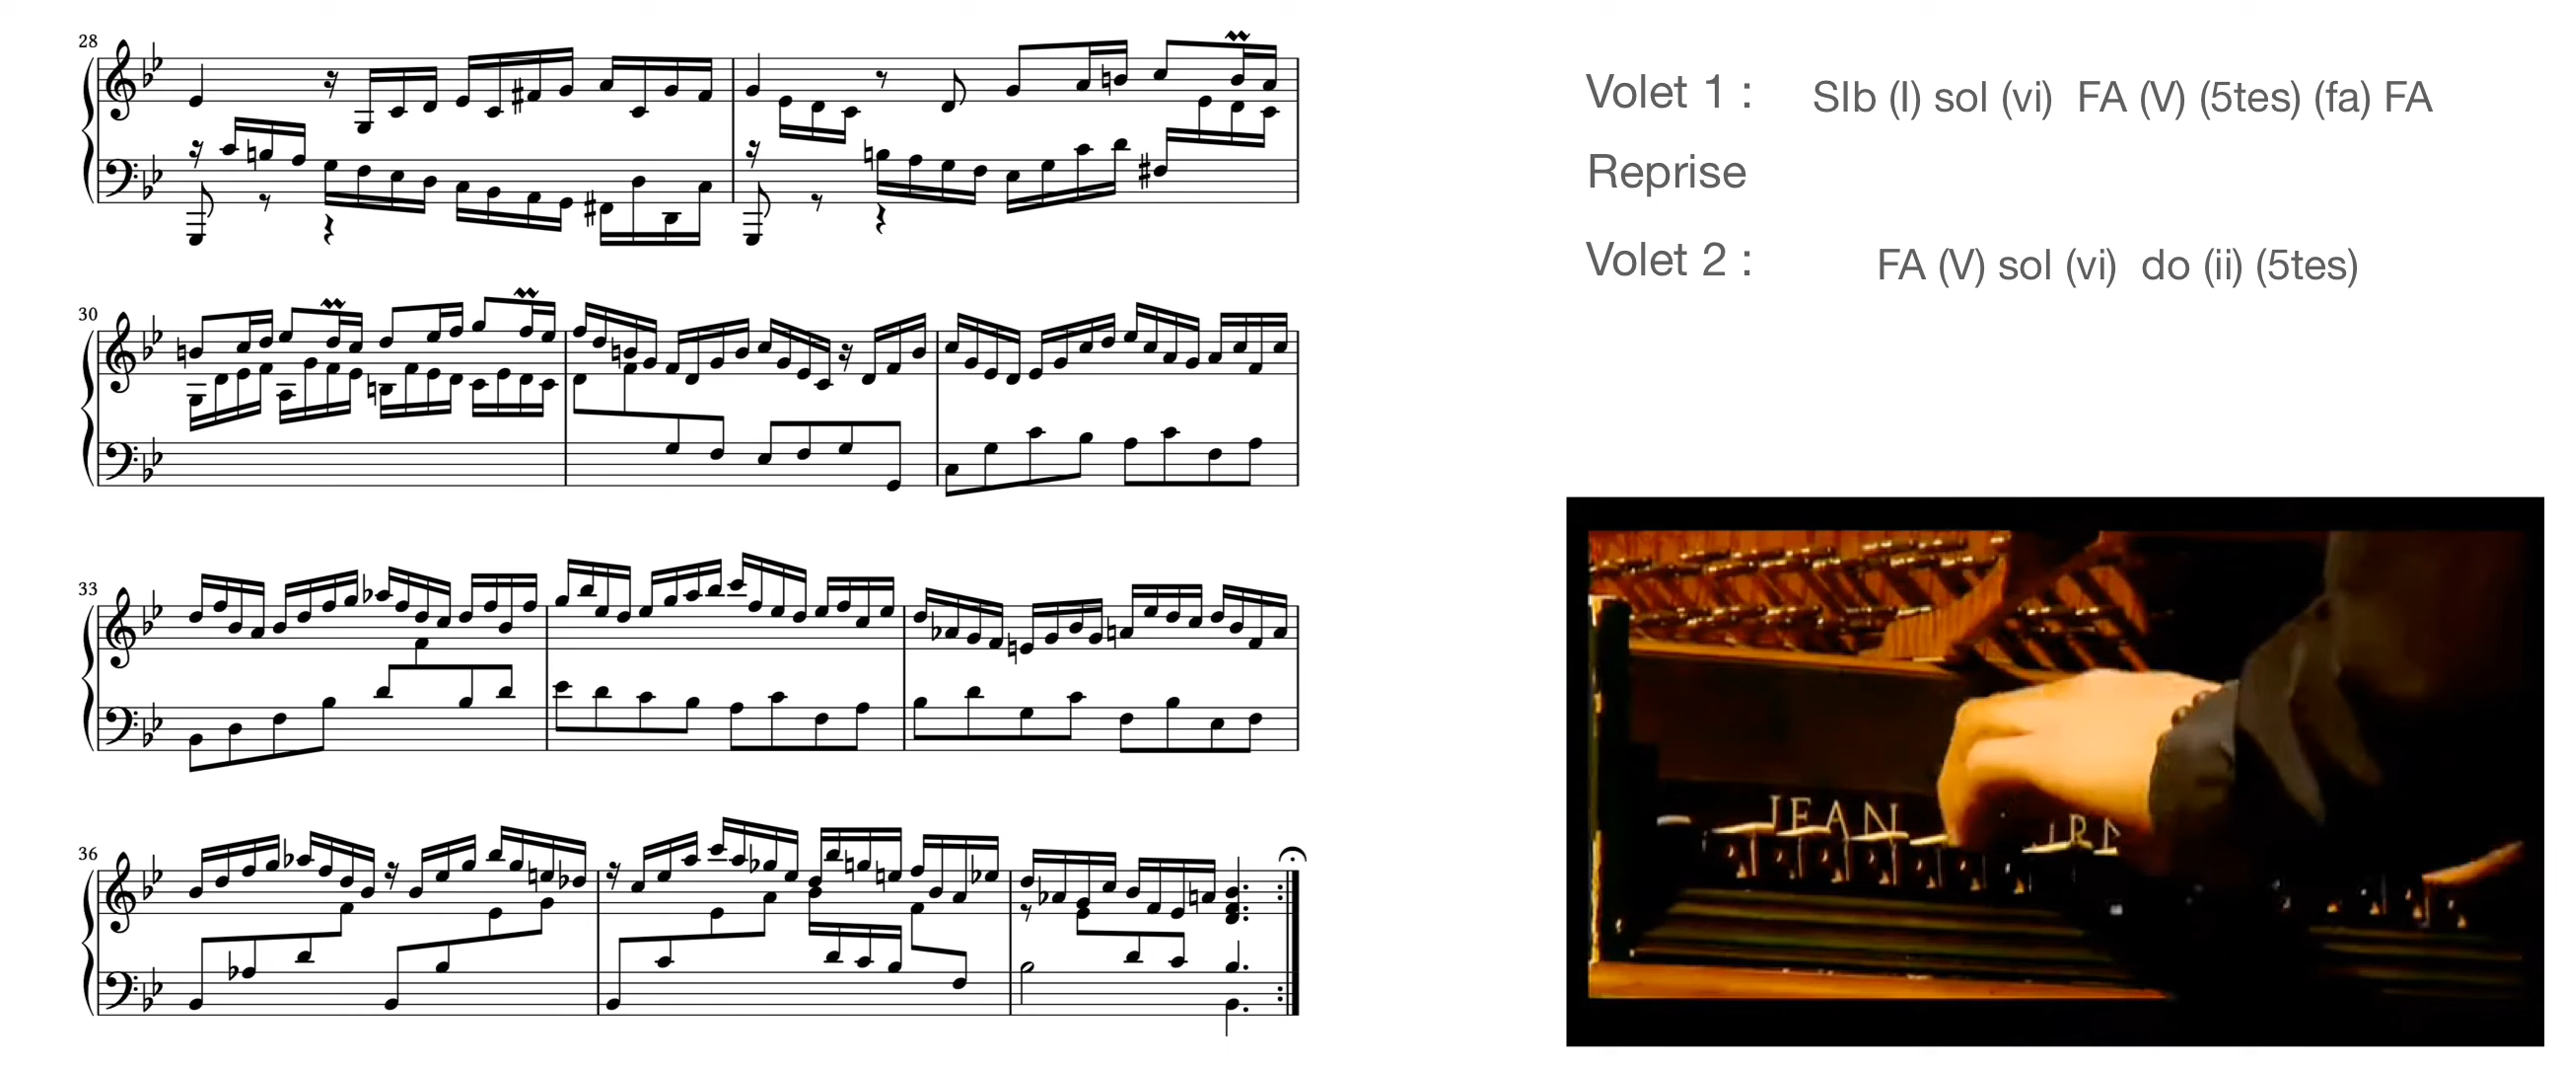 28
Volet 1 : SIb (I) sol (vi) FA (V) (5tes) (fa) FA
Reprise
Volet 2 : FA (V) sol (vi) do (ii) (5tes)
30
33
36
JEAN